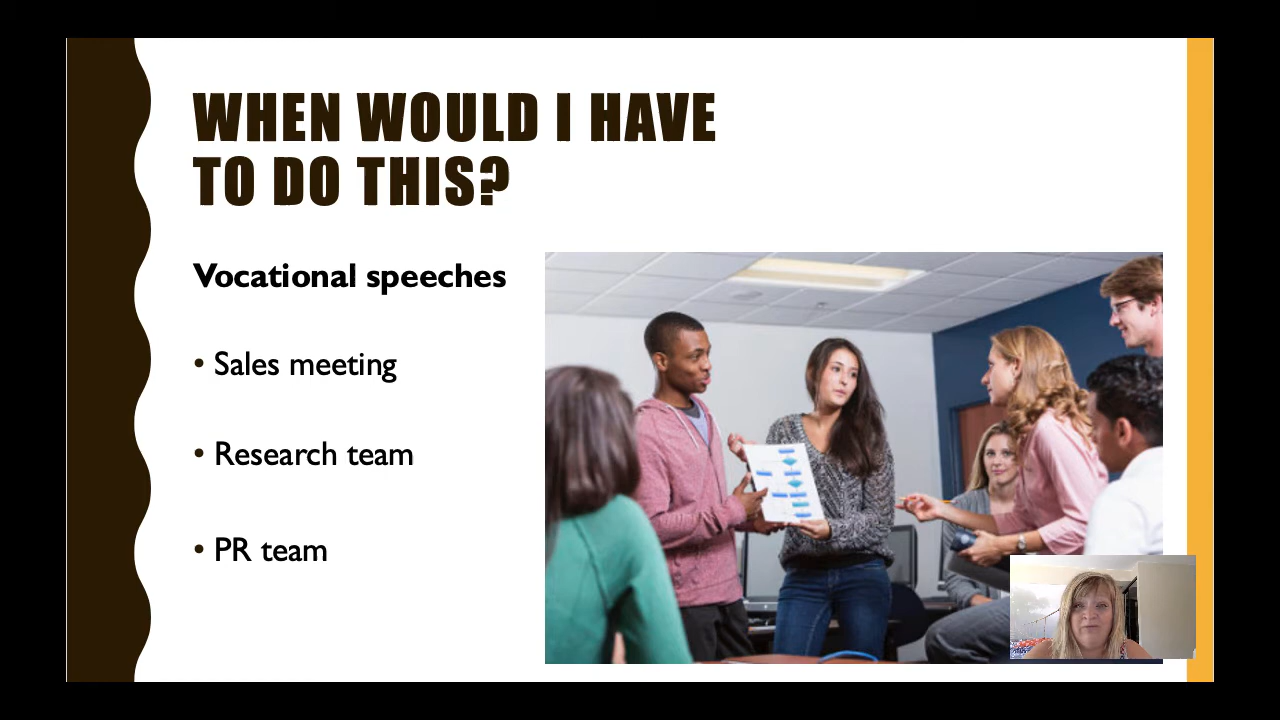 WHEN WOULD I HAVE
TO DO THIS?
Vocational speeches
• Sales meeting
• Research team
• PR team